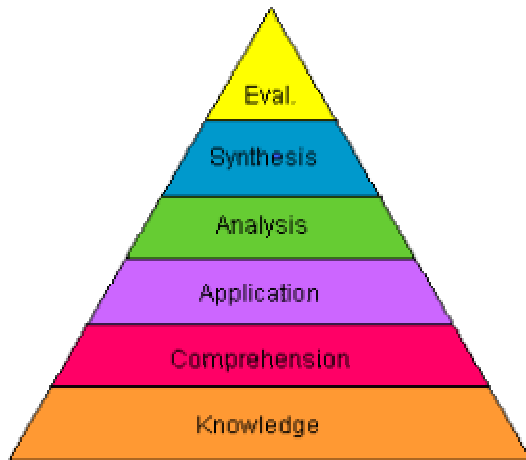 Eval.
Synthesis
Analysis
Application
Comprehension
Knowledge